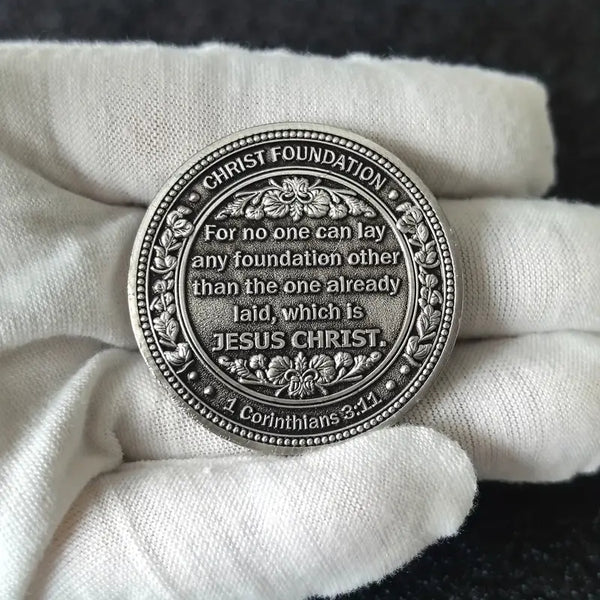 CHRIST FOUNDATION
For no one can lay
any foundation other
than the one already
laid, which is
JESUS CHRIST.
1 Corinthians 3:11